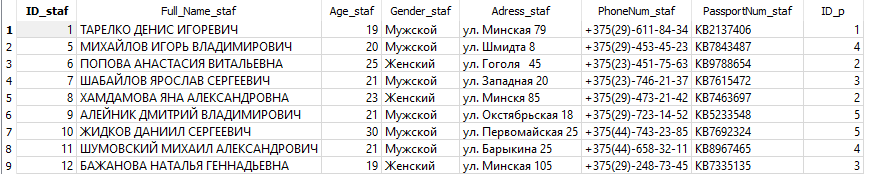 ID_staf Full_Name_staf Age_staf Gender_staf Adress_staf PhoneNum_staf PassportNum_staf ID_p
1 1 ТАРЕЛКО ДЕНИС ИГОРЕВИЧ 19 Мужской ул. Минская 79 +375(29)-611-84-34 KB2137406 1
2 5 МИХАЙЛОВ ИГОРЬ ВЛАДИМИРОВИЧ 20 Мужской ул. Шмидта 8 +375(29)-453-45-23 KB7843487 4
3 6 ПОПОВА АНАСТАСИЯ ВИТАЛЬЕВНА 25 Женский ул. Гоголя 45 +375(23)-451-75-63 KB9788654 2
4 7 ШАБАЙЛОВ ЯРОСЛАВ СЕРГЕЕВИЧ 21 Мужской ул. Западная 20 +375(23)-746-21-37 KB7615472 3
5 8 ХАМДАМОВА ЯНА АЛЕКСАНДРОВНА 23 Женский ул. Минскя 85 +375(29)-473-21-42 KB7463697 2
6 9 АЛЕЙНИК ДМИТРИЙ ВЛАДИМИРОВИЧ 21 Мужской ул. Окстябрьская 18 +375(29)-723-14-52 KB5233548 5
7 10 ЖИДКОВ ДАНИИЛ СЕРГЕЕВИЧ 30 Мужской ул. Первомайская 25 +375(44)-743-23-85 KB7692324 5
8 11 ШУМОВСКИЙ МИХАИЛ АЛЕКСАНДРОВИЧ 21 Мужской ул. Барыкина 25 +375(44)-658-32-11 KB8967465 4
9 12 БАЖАНОВА НАТАЛЬЯ ГЕННАДЬЕВНА 19 Женский ул. Минская 105 +375(29)-248-73-45 KB7335135 3